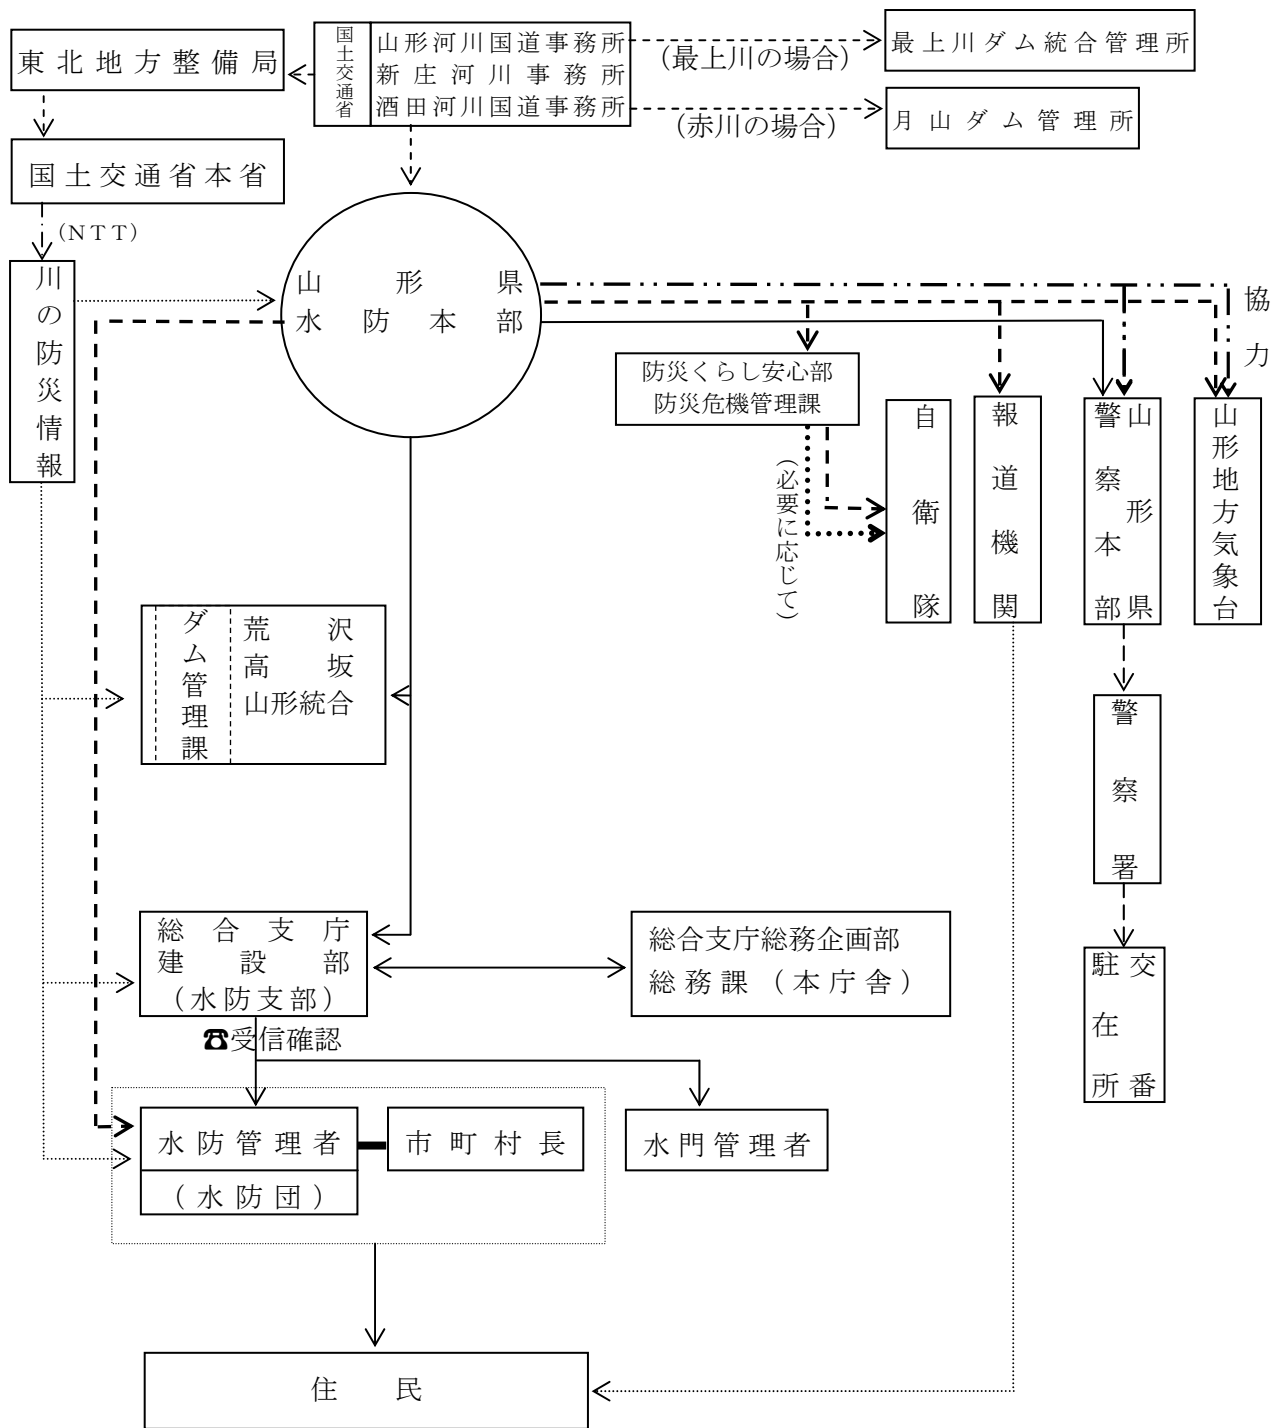 国土交通省
山形河川国道事務所
新庄河川事務所
酒田河川国道事務所
(最上川の場合)
最上川ダム統合管理所
(赤川の場合)
月山ダム管理所
東北地方整備局
国土交通省本省
(NTT)
川の防災情報
山形県
水防本部
協力
防災くらし安心部
防災危機管理課
(必要に応じて)
自衛隊
報道機関
山形県
警察本部
山形地方気象台
警察署
交番
駐在所
ダム管理課
荒沢
高坂
山形統合
総合支庁
建設部
(水防支部)
総合支庁総務企画部
総務課(本庁舎)
☎受信確認
水防管理者
(水防団)
市町村長
水門管理者
住民